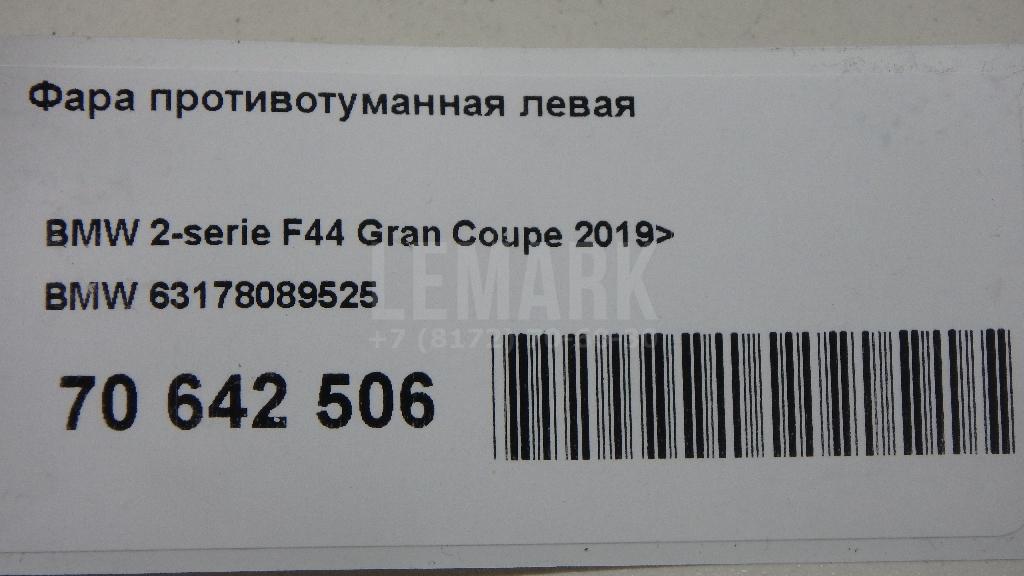 Фара противотуманная левая
BMW 2-serie F44 Gran Coupe 2019>
BMW 63178089525
LEMARK
70 642 506